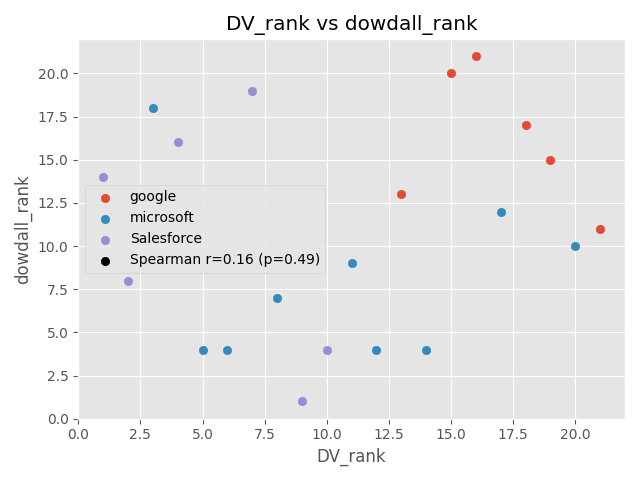 DV_rank vs dowdall_rank
20.0
17.5
15.0
12.5
10.0
7.5
5.0
2.5
0.0
dowdall_rank
google
microsoft
Salesforce
Spearman r=0.16 (p=0.49)
0.0 2.5 5.0 7.5 10.0 12.5 15.0 17.5 20.0
DV_rank